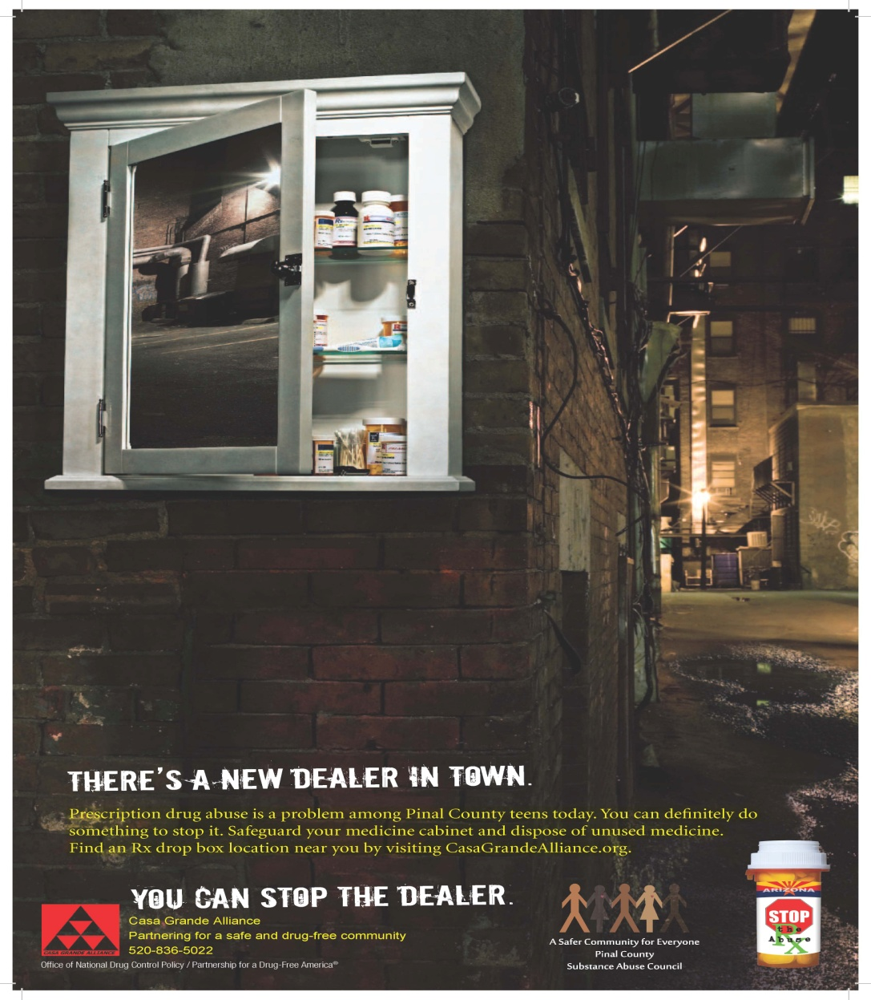 THERE'S A NEW DEALER IN TOWN.
Prescription drug abuse is a problem among Pinal County teens today. You can definitely do
something to stop it. Safeguard your medicine cabinet and dispose of unused medicine.
Find an Rx drop box location near you by visiting CasaGrandeAlliance.org.
YOU CAN STOP THE DEALER.
CASA GRANDE ALLIANCE
Casa Grande Alliance
Partnering for a safe and drug-free community
520-836-5022
Office of National Drug Control Policy / Partnership for a Drug-Free America®
A Safer Community for Everyone
Pinal County
Substance Abuse Council
ARIZONA
STOP
the
Abuse
Rx